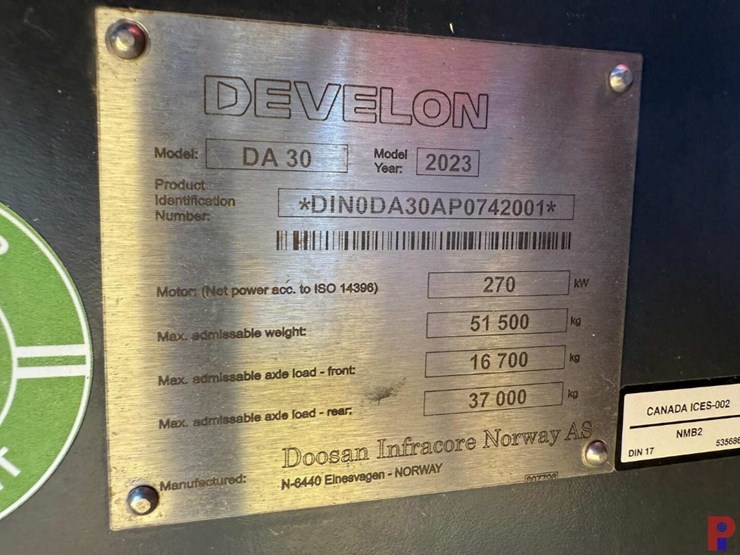 DEVELON
Model: DA 30 Model Year: 2023
Product Identification Number: *DIN0DA30AP0742001*
Motor: (Net power acc. to ISO 14396) 270 kW
Max. admissable weight: 51 500 kg
Max. admissable axle load - front: 16 700 kg
Max. admissable axle load - rear: 37 000 kg
Doosan Infracore Norway AS
Manufactured: N-6440 Elnesvagen - NORWAY
CANADA ICES-002
NMB2
DIN 17